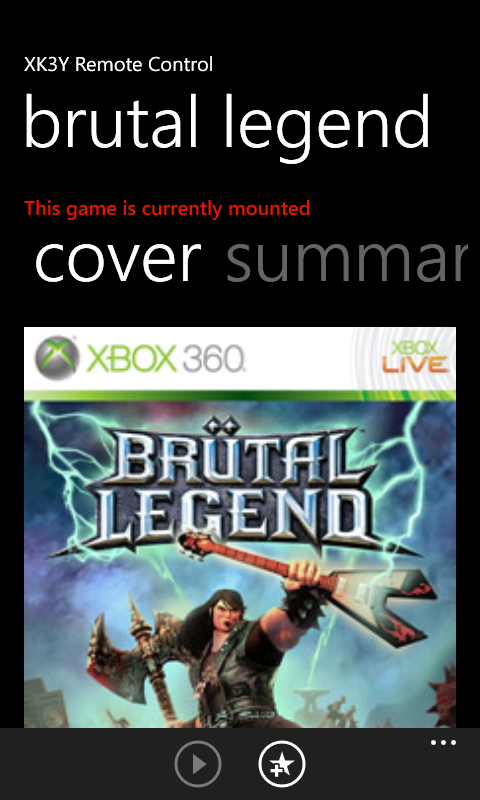 XK3Y Remote Control
brutal legend
This game is currently mounted
cover summar
XBOX 360.
XBOX
LIVE
BRÜTAL
LEGEND